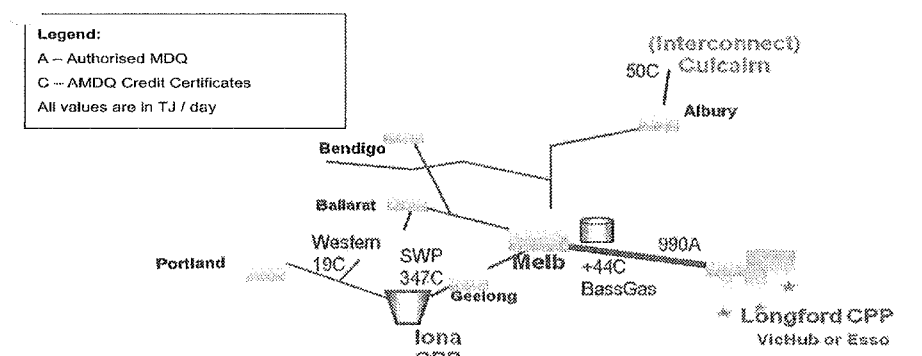 Legend:
A – Authorised MDQ
C – AMDQ Credit Certificates
All values are in TJ / day
(Interconnect)
Culcairn
50C
Albury
Bendigo
Ballarat
Western
19C
SWP
347C
Portland
Geelong
Melb
990A
+44C
BassGas
Iona
CPP
Longford CPP
VicHub or Esso